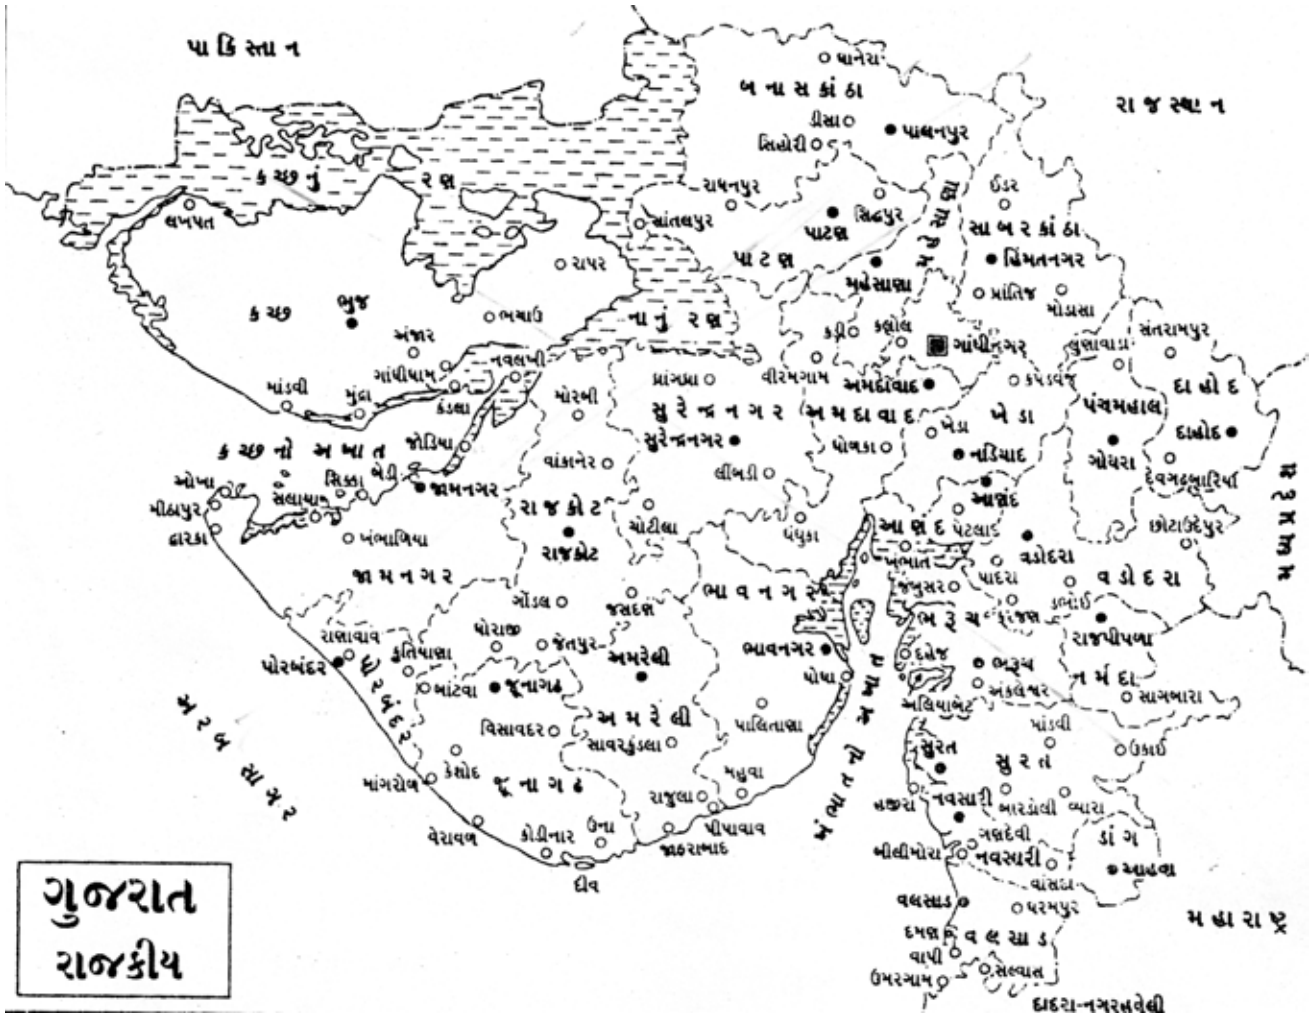 પાકિસ્તાન
ધાનેરા
બનાસકાંઠા
રાજસ્થાન
ડીસા
પાલનપુર
સિહોરી
કચ્છનું રણ
રાધનપુર
સિદ્ધપુર
ઈડર
લખપત
સાંતલપુર
પાટણ
મહેસાણા
સાબરકાંઠા
પાટણ
હિંમતનગર
રાપર
મહેસાણા
પ્રાંતિજ
મોડાસા
કચ્છ
ભુજ
ભચાઉ
નાનું રણ
કડી
કલોલ
ગાંધીનગર
લુણાવાડા
સંતરામપુર
અંજાર
ગાંધીધામ
નવલખી
ધ્રાંગધ્રા
વીરમગામ
અમદાવાદ
કપડવંજ
દાહોદ
માંડવી
મુંદ્રા
કંડલા
મોરબી
સુરેન્દ્રનગર
અમદાવાદ
ખેડા
પંચમહાલ
કચ્છનો અખાત
જોડિયા
સુરેન્દ્રનગર
ધોળકા
ખેડા
નડિયાદ
ગોધરા
દાહોદ
વાંકાનેર
લીંબડી
દેવગઢબારિયા
ઓખા
સિક્કા
બેડી
જામનગર
આણંદ
મીઠાપુર
સલાયા
રાજકોટ
ચોટીલા
ધંધુકા
આણંદ
પેટલાદ
છોટાઉદેપુર
દ્વારકા
ખંભાળિયા
રાજકોટ
ખંભાત
વડોદરા
મધ્યપ્રદેશ
જામનગર
ભાવનગર
જંબુસર
પાદરા
વડોદરા
ગોંડલ
જસદણ
ભરૂચ
કરજણ
ડભોઈ
રાણાવાવ
ધોરાજી
જેતપુર
રાજપીપળા
પોરબંદર
કુતિયાણા
અમરેલી
ભાવનગર
દહેજ
ભરૂચ
પોરબંદર
બાંટવા
જૂનાગઢ
ઘોઘા
અંકલેશ્વર
નર્મદા
સાગબારા
અમરેલી
પાલિતાણા
અલિયાબેટ
અરબ સાગર
વિસાવદર
સાવરકુંડલા
ખંભાતનો અખાત
સુરત
માંડવી
ઉકાઈ
કેશોદ
મહુવા
સુરત
માંગરોળ
જૂનાગઢ
રાજુલા
હજીરા
નવસારી
બારડોલી
વ્યારા
વેરાવળ
કોડીનાર
ઉના
પીપાવાવ
જાફરાબાદ
ગણદેવી
ડાંગ
બીલીમોરા
નવસારી
આહવા
દીવ
વાંસદા
ગુજરાત
વલસાડ
ધરમપુર
મહારાષ્ટ્ર
રાજકીય
દમણ
વલસાડ
વાપી
સેલ્વાસ
ઉમરગામ
દાદરા-નગરહવેલી